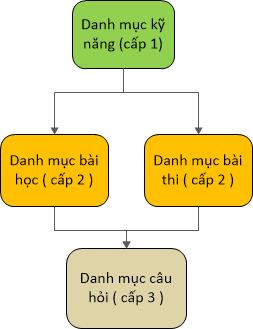 Danh mục kỹ
năng (cấp 1)
Danh mục bài
học ( cấp 2 )
Danh mục bài
thi ( cấp 2 )
Danh mục câu
hỏi ( cấp 3 )